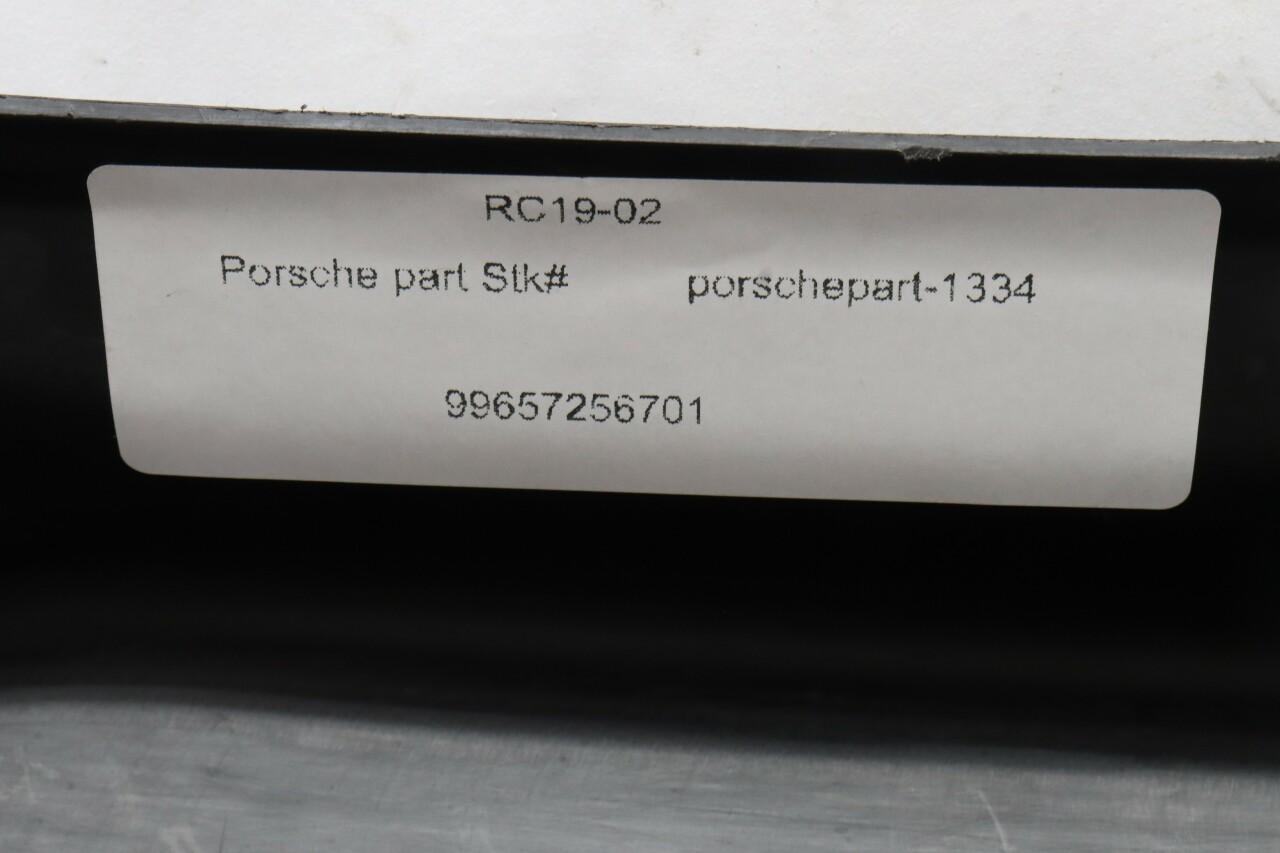 RC19-02
Porsche part Stk# porschepart-1334
99657256701